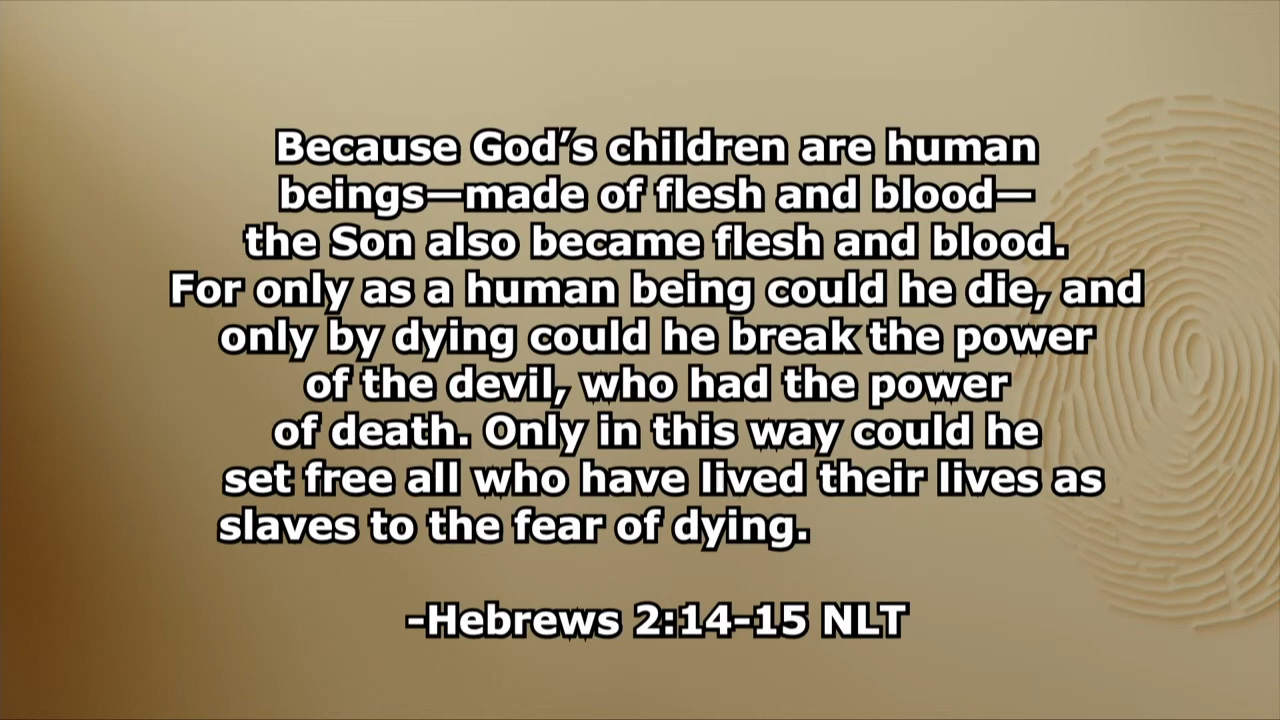 Because God’s children are human
beings—made of flesh and blood—
the Son also became flesh and blood.
For only as a human being could he die, and
only by dying could he break the power
of the devil, who had the power
of death. Only in this way could he
set free all who have lived their lives as
slaves to the fear of dying.
-Hebrews 2:14-15 NLT